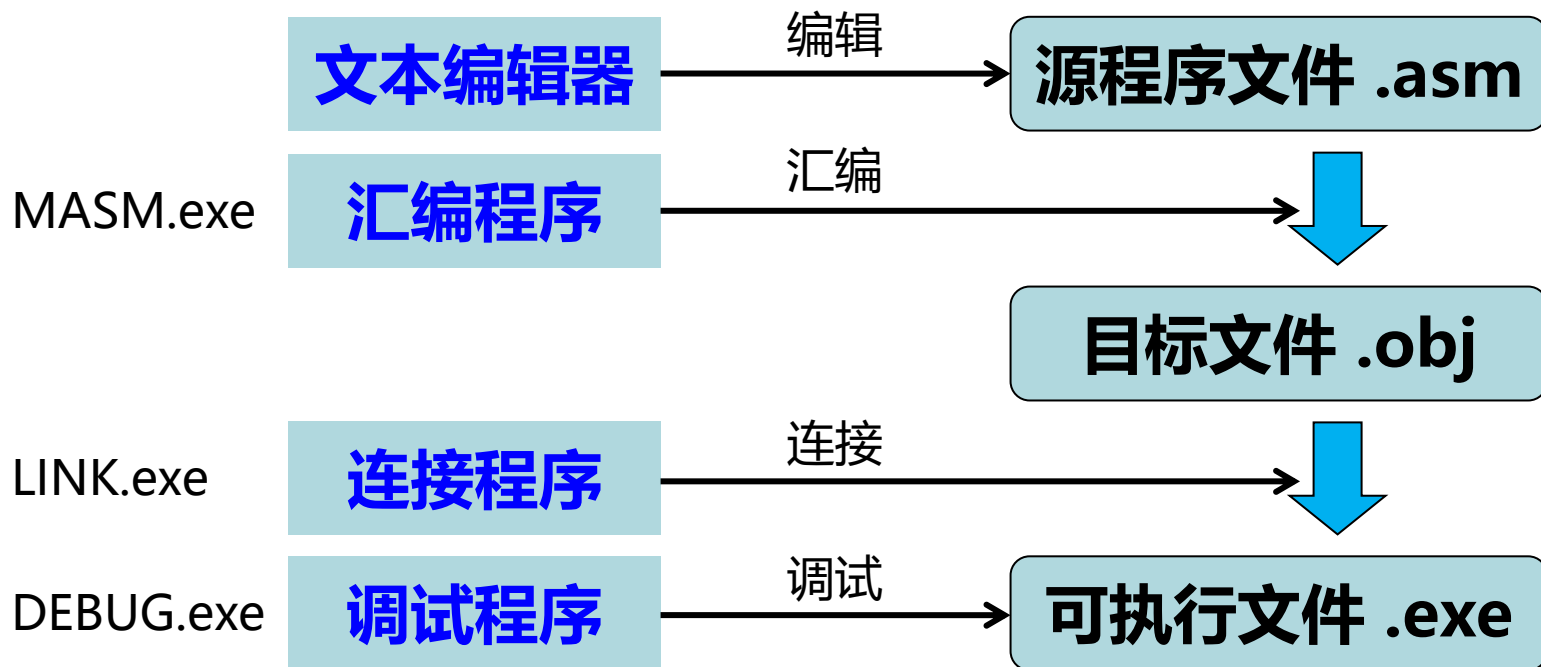 文本编辑器
编辑
源程序文件 .asm
MASM.exe
汇编程序
汇编
目标文件 .obj
LINK.exe
连接程序
连接
DEBUG.exe
调试程序
调试
可执行文件 .exe